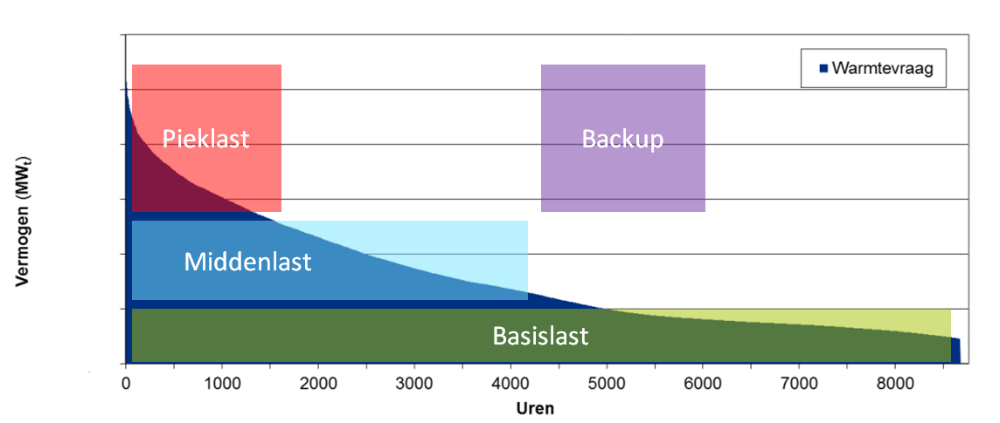 Warmtevraag
Pieklast
Backup
Vermogen (MWt)
Middenlast
Basislast
0 1000 2000 3000 4000 5000 6000 7000 8000
Uren